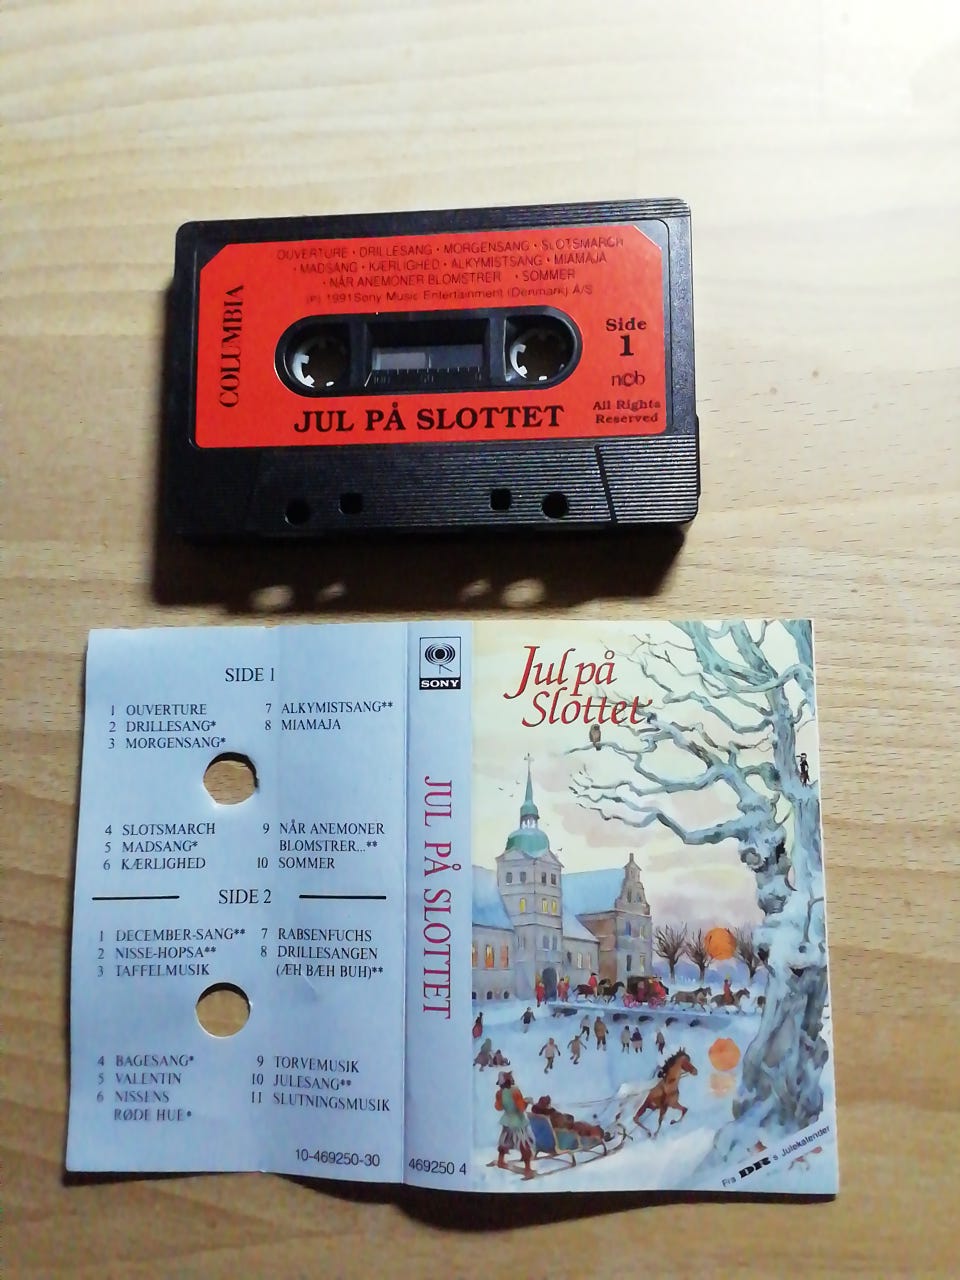 OUVERTURE · DRILLESANG · MORGENSANG · SLOTSMARCH
· MADSANG · KÆRLIGHED · ALKYMISTSANG · MIAMAJA
· NÅR ANEMONER BLOMSTRER · SOMMER
(P) 1991 Sony Music Entertainment (Denmark) A/S
COLUMBIA
Side
1
ncb
All Rights
Reserved
JUL PÅ SLOTTET
SIDE 1
1 OUVERTURE
2 DRILLESANG*
3 MORGENSANG*
7 ALKYMISTSANG**
8 MIAMAJA
4 SLOTSMARCH
5 MADSANG*
6 KÆRLIGHED
9 NÅR ANEMONER
BLOMSTRER...**
10 SOMMER
SIDE 2
1 DECEMBER-SANG**
2 NISSE-HOPSA**
3 TAFFELMUSIK
7 RABSENFUCHS
8 DRILLESANGEN
(ÆH BÆH BUH)**
4 BAGESANG*
5 VALENTIN
6 NISSENS
RØDE HUE*
9 TORVEMUSIK
10 JULESANG**
11 SLUTNINGSMUSIK
10-469250-30
SONY
JUL PÅ SLOTTET
469250 4
Jul på
Slottet
Fra DR's Julekalender